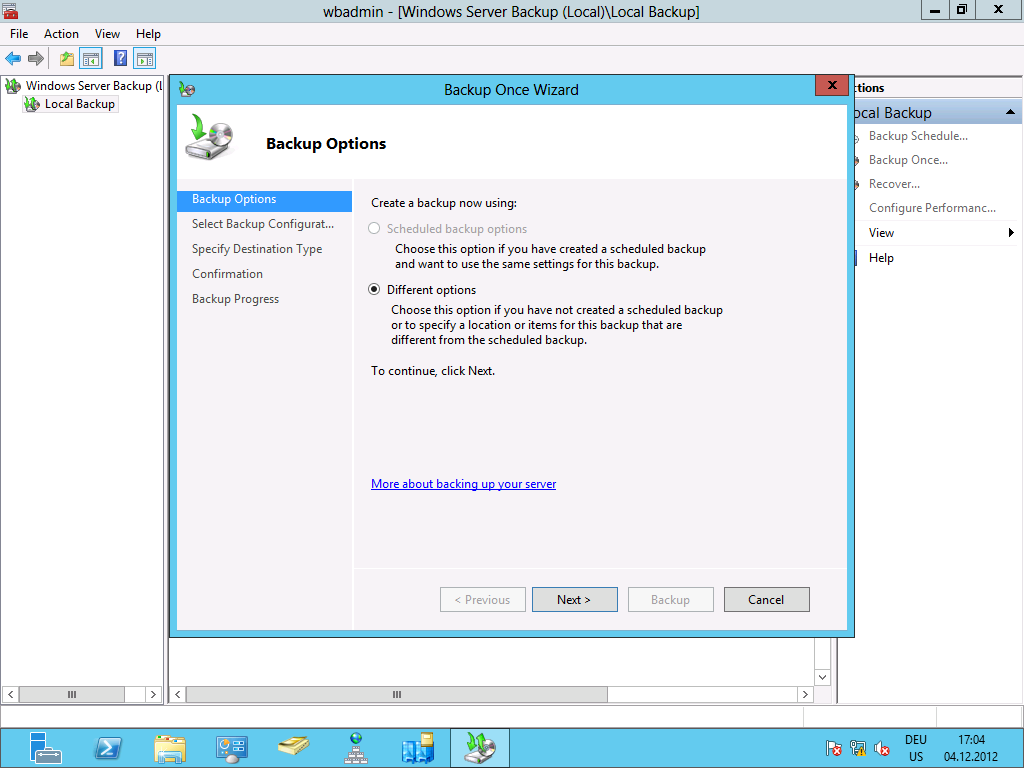 wbadmin - [Windows Server Backup (Local)\Local Backup]
File Action View Help
Windows Server Backup (L
Local Backup
Backup Once Wizard
Backup Options
Backup Options
Select Backup Configurat...
Specify Destination Type
Confirmation
Backup Progress
Create a backup now using:
Scheduled backup options
Choose this option if you have created a scheduled backup
and want to use the same settings for this backup.
Different options
Choose this option if you have not created a scheduled backup
or to specify a location or items for this backup that are
different from the scheduled backup.
To continue, click Next.
More about backing up your server
< Previous Next > Backup Cancel
ctions
ocal Backup
Backup Schedule...
Backup Once...
Recover...
Configure Performanc...
View
Help
DEU 17:04
US 04.12.2012